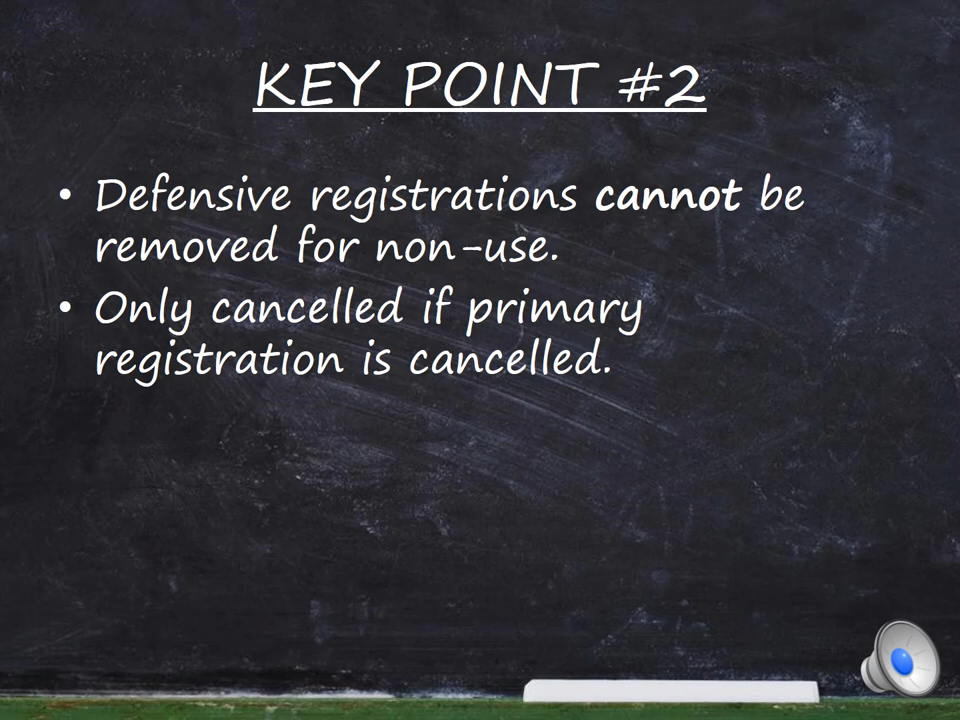 KEY POINT #2
• Defensive registrations cannot be
removed for non-use.
• Only cancelled if primary
registration is cancelled.